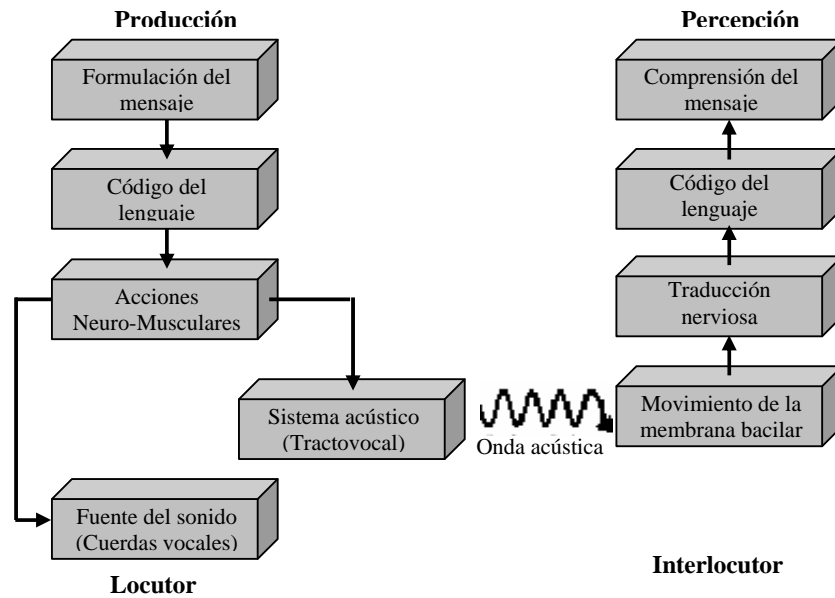 Producción
Formulación del
mensaje
Código del
lenguaje
Acciones
Neuro-Musculares
Sistema acústico
(Tractovocal)
Fuente del sonido
(Cuerdas vocales)
Locutor
Onda acústica
Percepción
Comprensión del
mensaje
Código del
lenguaje
Traducción
nerviosa
Movimiento de la
membrana bacilar
Interlocutor